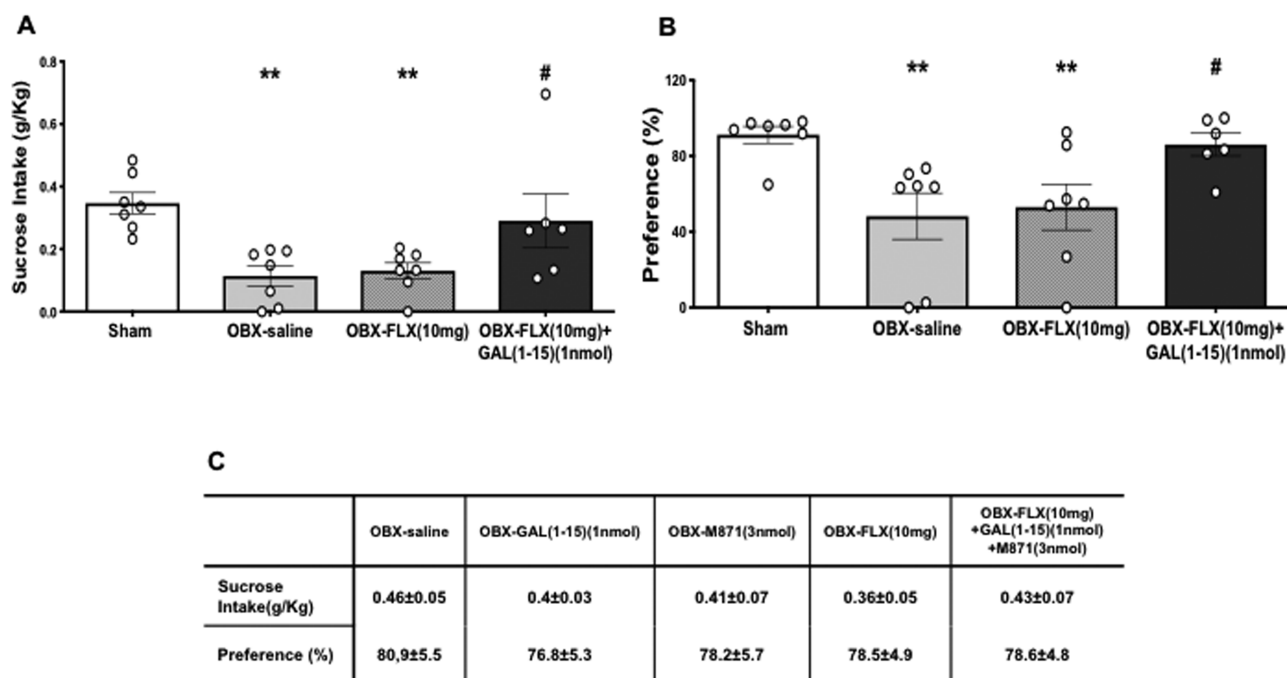 A
Sucrose Intake (g/Kg)
0.8
0.6
0.4
0.2
0.0
**
**
#
Sham
OBX-saline
OBX-FLX(10mg)
OBX-FLX(10mg)+
GAL(1-15)(1nmol)
B
Preference (%)
120
80
40
0
**
**
#
Sham
OBX-saline
OBX-FLX(10mg)
OBX-FLX(10mg)+
GAL(1-15)(1nmol)
C
OBX-saline
OBX-GAL(1-15)(1nmol)
OBX-M871(3nmol)
OBX-FLX(10mg)
OBX-FLX(10mg)
+GAL(1-15)(1nmol)
+M871(3nmol)
Sucrose
Intake(g/Kg)
0.46±0.05
0.4±0.03
0.41±0.07
0.36±0.05
0.43±0.07
Preference (%)
80,9±5.5
76.8±5.3
78.2±5.7
78.5±4.9
78.6±4.8